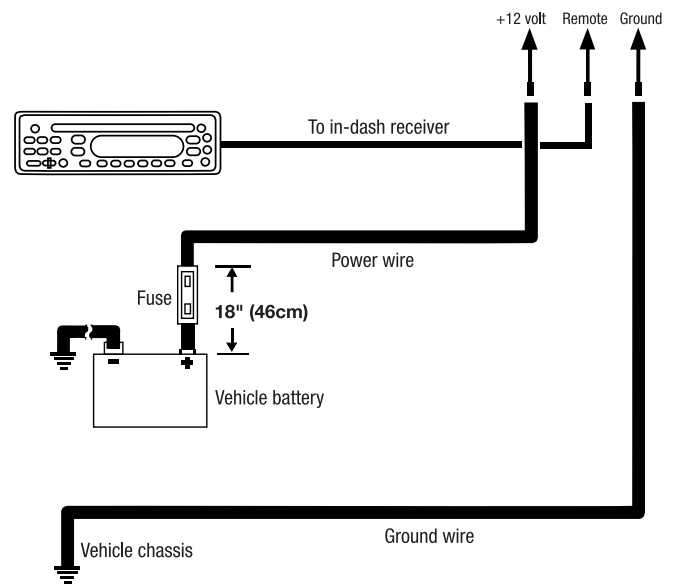 +12 volt Remote Ground
To in-dash receiver
Power wire
Fuse
18" (46cm)
Vehicle battery
Ground wire
Vehicle chassis